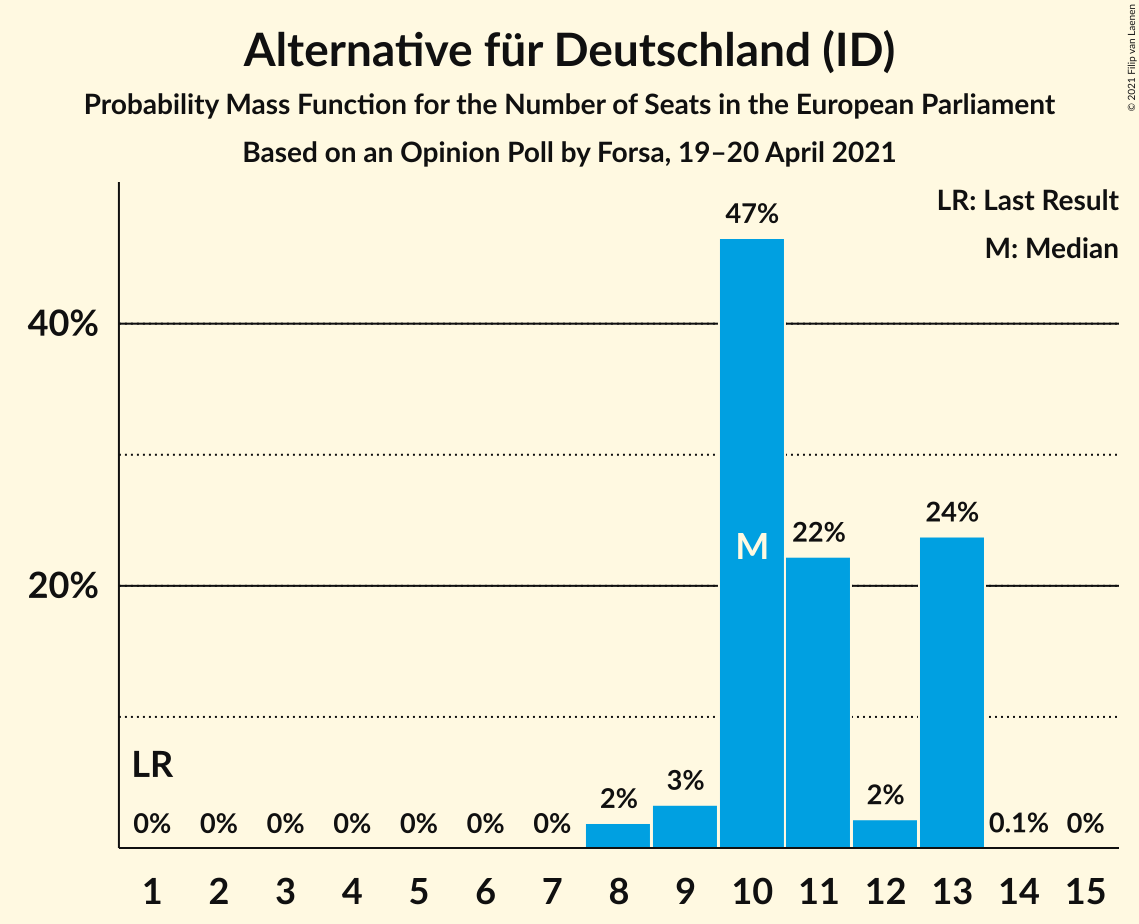 Alternative für Deutschland (ID)
Probability Mass Function for the Number of Seats in the European Parliament
Based on an Opinion Poll by Forsa, 19–20 April 2021
© 2021 Filip van Laenen
LR: Last Result
M: Median
47%
40%
24%
22%
M
20%
LR
3%
2%
2%
0% 0% 0% 0% 0% 0% 0% 0.1% 0%
1 2 3 4 5 6 7 8 9 10 11 12 13 14 15